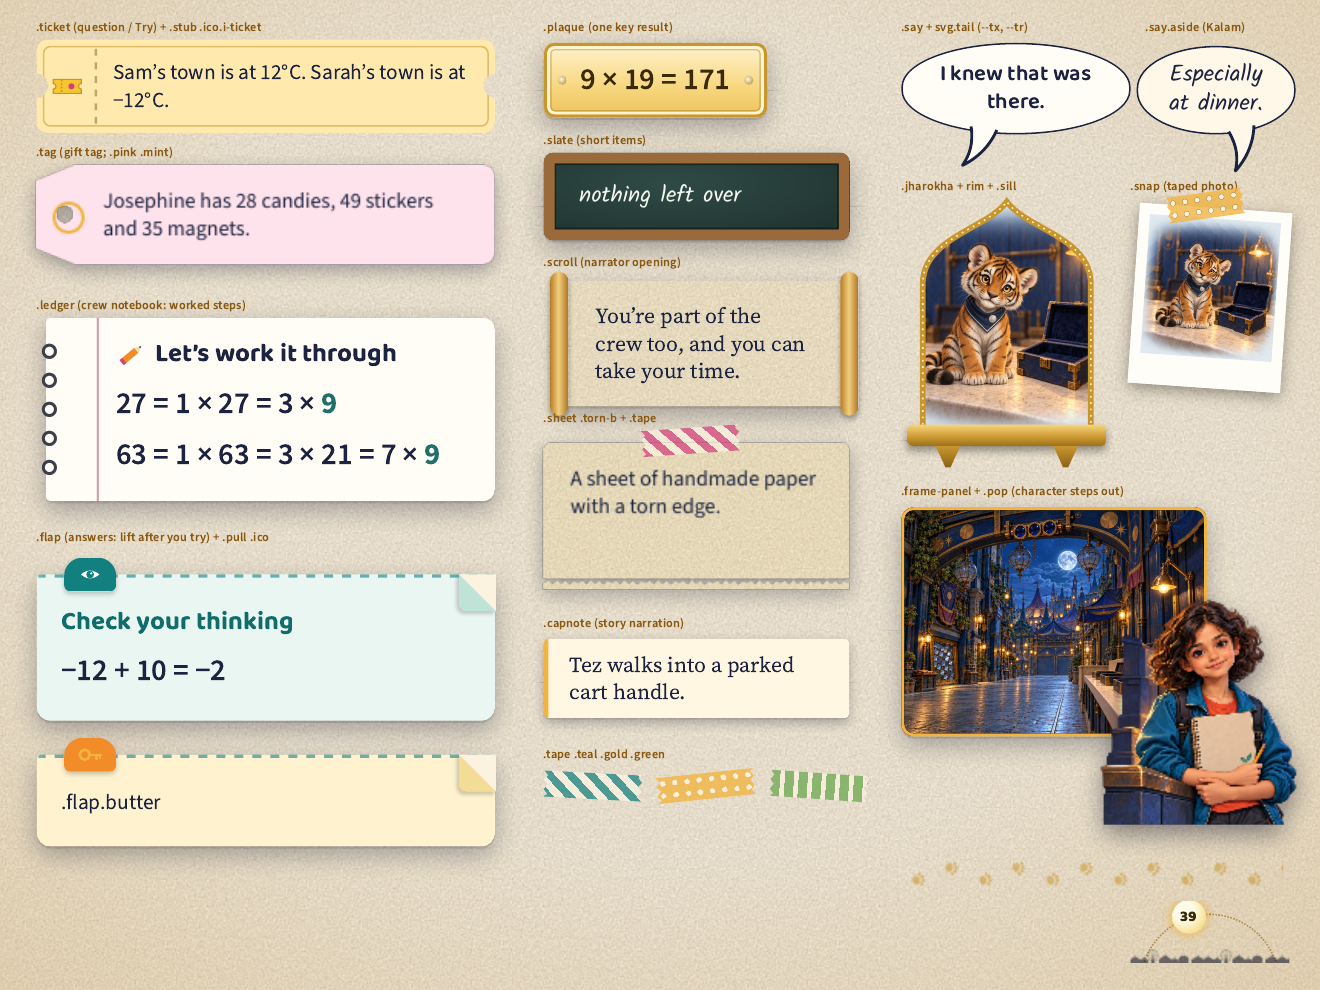 .ticket (question / Try) + .stub .ico.i-ticket
Sam’s town is at 12°C. Sarah’s town is at
−12°C.
.tag (gift tag; .pink .mint)
Josephine has 28 candies, 49 stickers
and 35 magnets.
.ledger (crew notebook: worked steps)
Let’s work it through
27 = 1 × 27 = 3 × 9
63 = 1 × 63 = 3 × 21 = 7 × 9
.flap (answers: lift after you try) + .pull .ico
Check your thinking
−12 + 10 = −2
.flap.butter
.plaque (one key result)
9 × 19 = 171
.slate (short items)
nothing left over
.scroll (narrator opening)
You’re part of the
crew too, and you can
take your time.
.sheet .torn-b + .tape
A sheet of handmade paper
with a torn edge.
.capnote (story narration)
Tez walks into a parked
cart handle.
.tape .teal .gold .green
.say + svg.tail (--tx, --tr)
I knew that was
there.
.say.aside (Kalam)
Especially
at dinner.
.jharokha + rim + .sill
.snap (taped photo)
.frame-panel + .pop (character steps out)
39